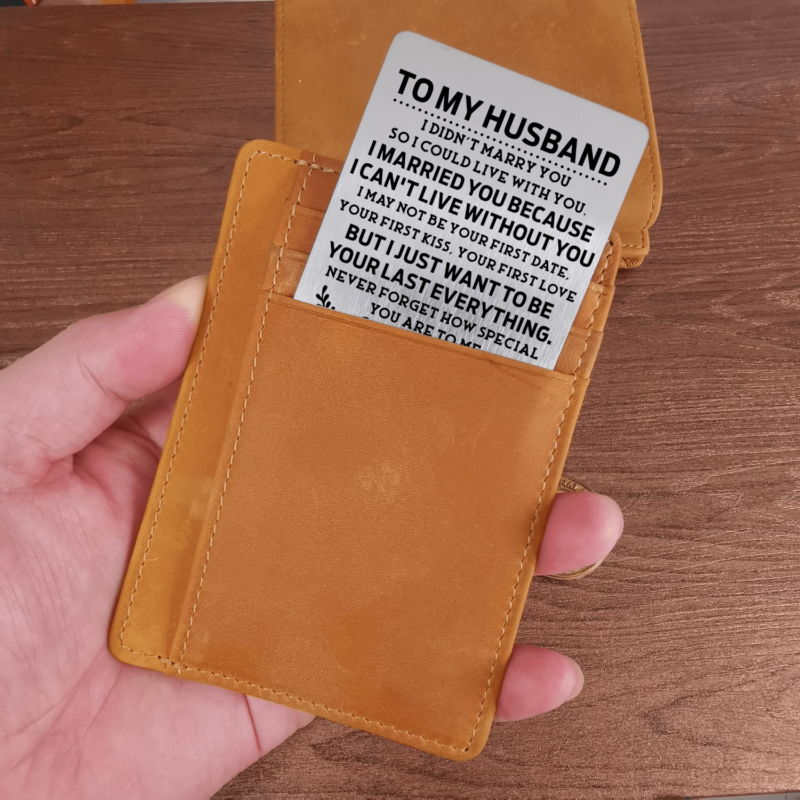 TO MY HUSBAND
I DIDN'T MARRY YOU
SO I COULD LIVE WITH YOU.
I MARRIED YOU BECAUSE
I CAN'T LIVE WITHOUT YOU
I MAY NOT BE YOUR FIRST DATE,
YOUR FIRST KISS, YOUR FIRST LOVE
BUT I JUST WANT TO BE
YOUR LAST EVERYTHING.
NEVER FORGET HOW SPECIAL
YOU ARE TO ME